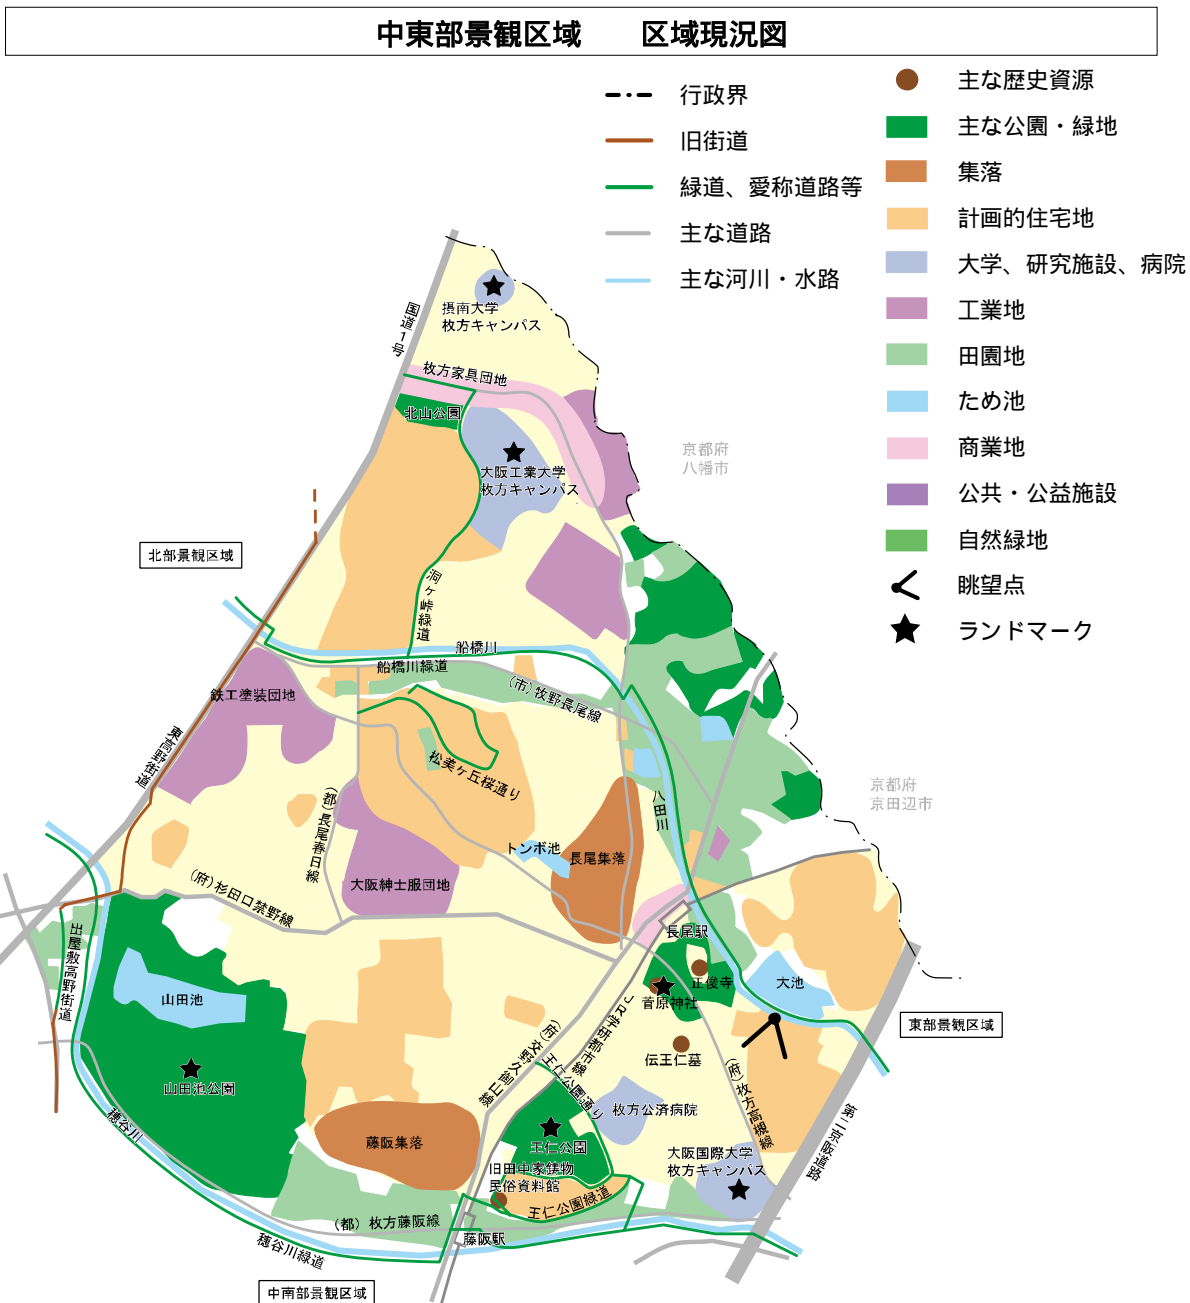 中東部景観区域　　区域現況図
行政界
旧街道
緑道、愛称道路等
主な道路
主な河川・水路
主な歴史資源
主な公園・緑地
集落
計画的住宅地
大学、研究施設、病院
工業地
田園地
ため池
商業地
公共・公益施設
自然緑地
眺望点
ランドマーク
国道1号
摂南大学
枚方キャンパス
枚方家具団地
北山公園
大阪工業大学
枚方キャンパス
京都府
八幡市
北部景観区域
洞ヶ峠緑道
船橋川
船橋川緑道
(市)牧野長尾線
鉄工塗装団地
東高野街道
松美ヶ丘桜通り
(都)長尾春日線
八田川
京都府
京田辺市
トンボ池
長尾集落
大阪紳士服団地
(府)杉田口禁野線
出屋敷高野街道
長尾駅
正俊寺
菅原神社
大池
山田池
東部景観区域
JR学研都市線
(府)交野久御山線
王仁公園通り
伝王仁墓
(府)枚方高槻線
山田池公園
穂谷川
枚方公済病院
第二京阪道路
藤阪集落
王仁公園
大阪国際大学
枚方キャンパス
旧田中家鋳物
民俗資料館
王仁公園緑道
(都)枚方藤阪線
藤阪駅
穂谷川緑道
中南部景観区域